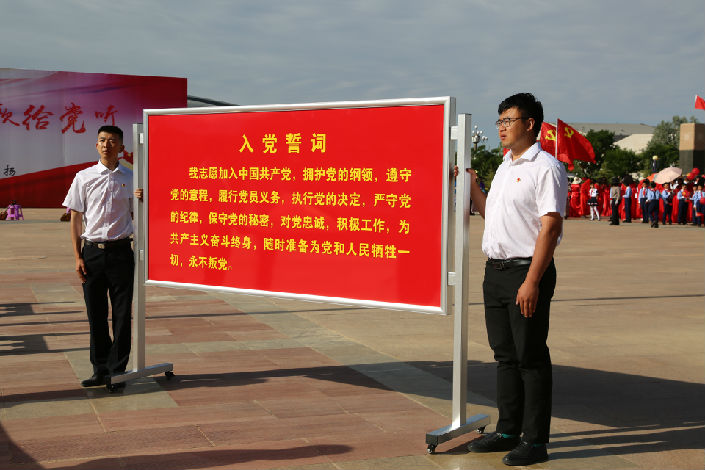 歌给党听
扬
入党誓词
我志愿加入中国共产党，拥护党的纲领，遵守
党的章程，履行党员义务，执行党的决定，严守党
的纪律，保守党的秘密，对党忠诚，积极工作，为
共产主义奋斗终身，随时准备为党和人民牺牲一
切，永不叛党。